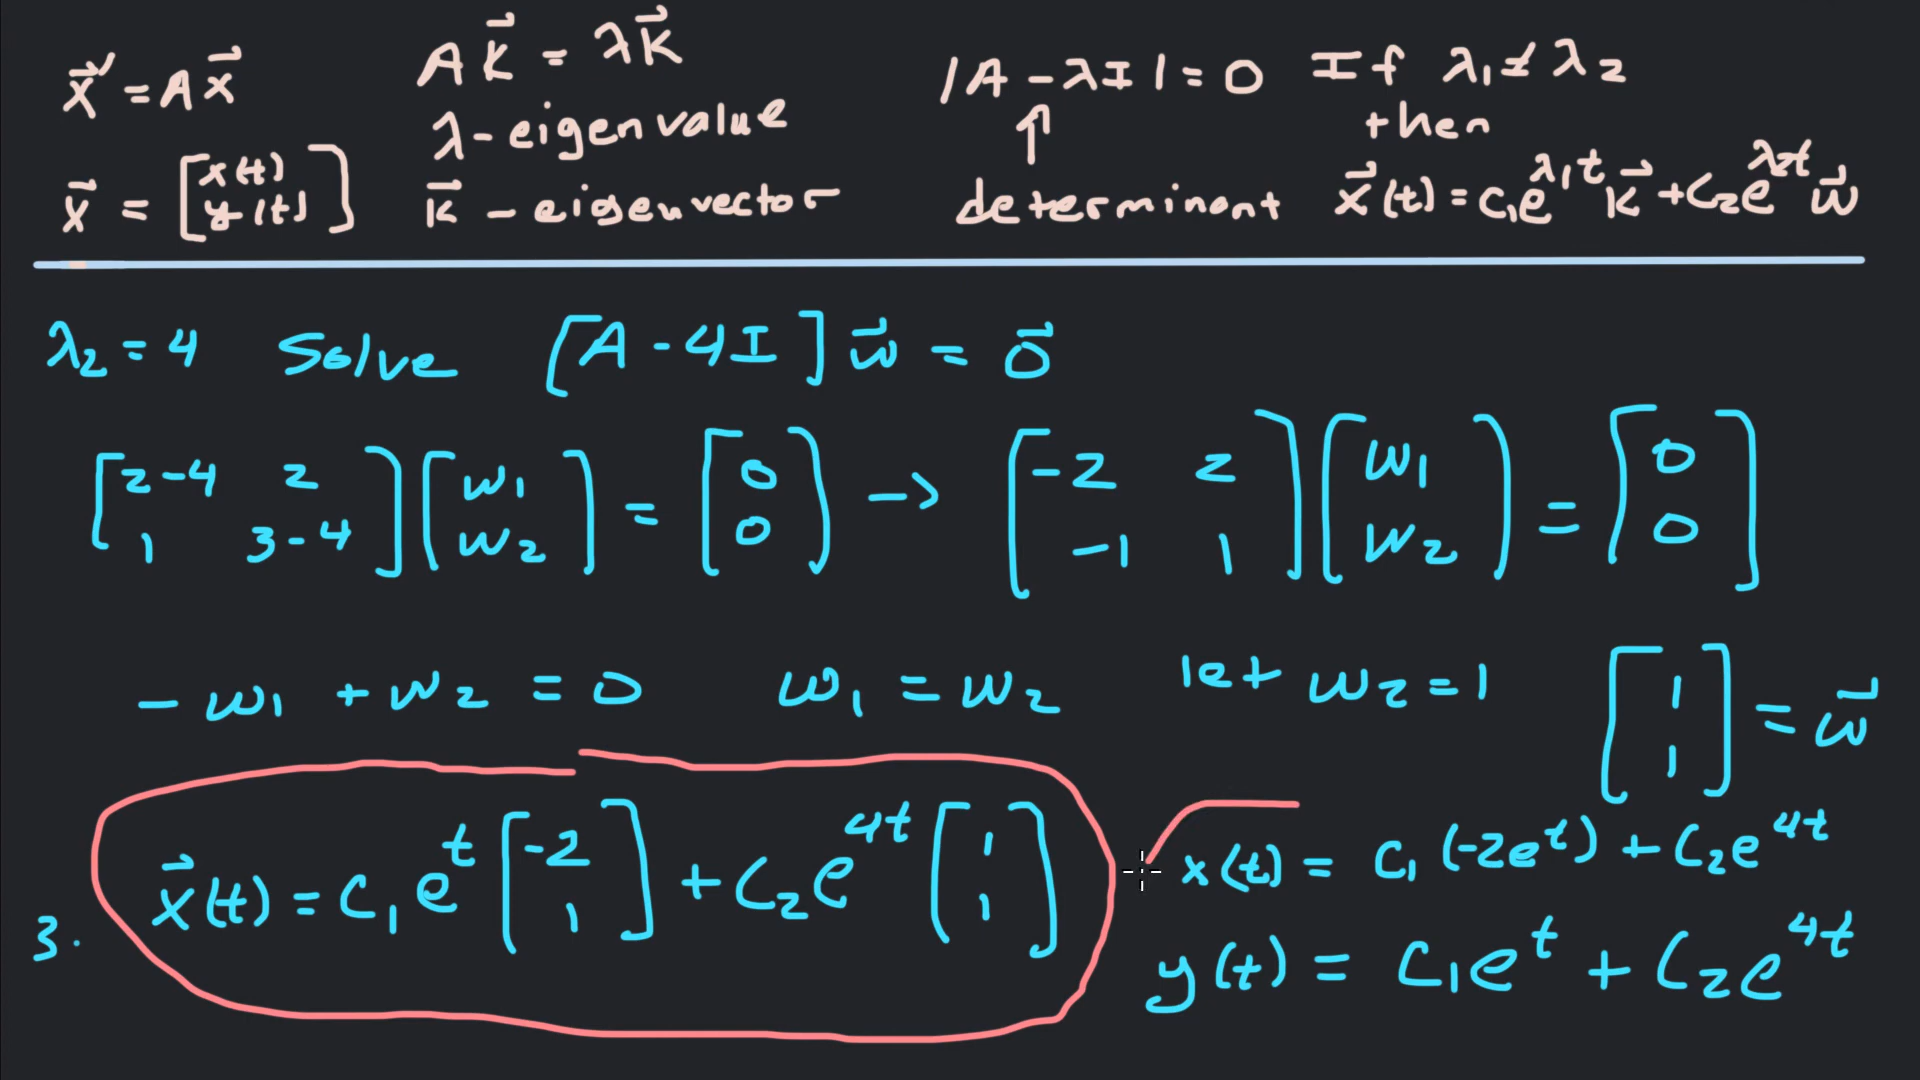 x⃗' = A x⃗
x⃗ = [x(t) y(t)]
A K⃗ = λK⃗
λ - eigenvalue
K⃗ - eigenvector
|A - λI| = 0
↑
determinant
If λ₁ ≠ λ₂
then
x⃗(t) = c₁e^{λ₁t} K⃗ + c₂e^{λ₂t} w⃗
λ₂ = 4 Solve [A - 4I] w⃗ = 0⃗
[2-4 2; 1 3-4] [w₁; w₂] = [0; 0] → [-2 2; -1 1] [w₁; w₂] = [0; 0]
-w₁ + w₂ = 0 w₁ = w₂ let w₂ = 1 [1; 1] = w⃗
3. x⃗(t) = c₁e^{t} [-2; 1] + c₂e^{4t} [1; 1]
x(t) = c₁(-2e^{t}) + c₂e^{4t}
y(t) = c₁e^{t} + c₂e^{4t}